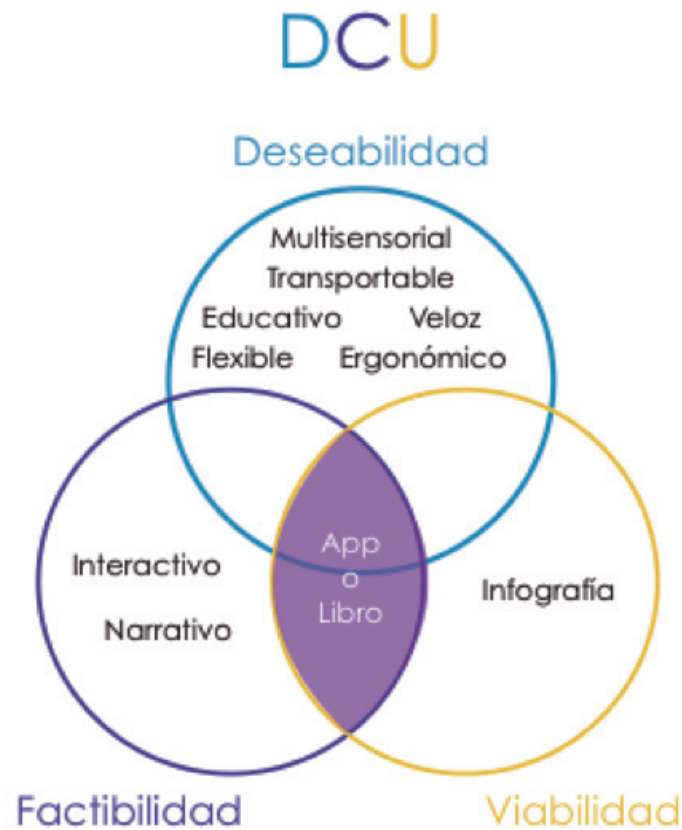 DCU
Deseabilidad
Multisensorial
Transportable
Educativo Veloz
Flexible Ergonómico
Interactivo
Narrativo
App
o
Libro
Infografía
Factibilidad Viabilidad